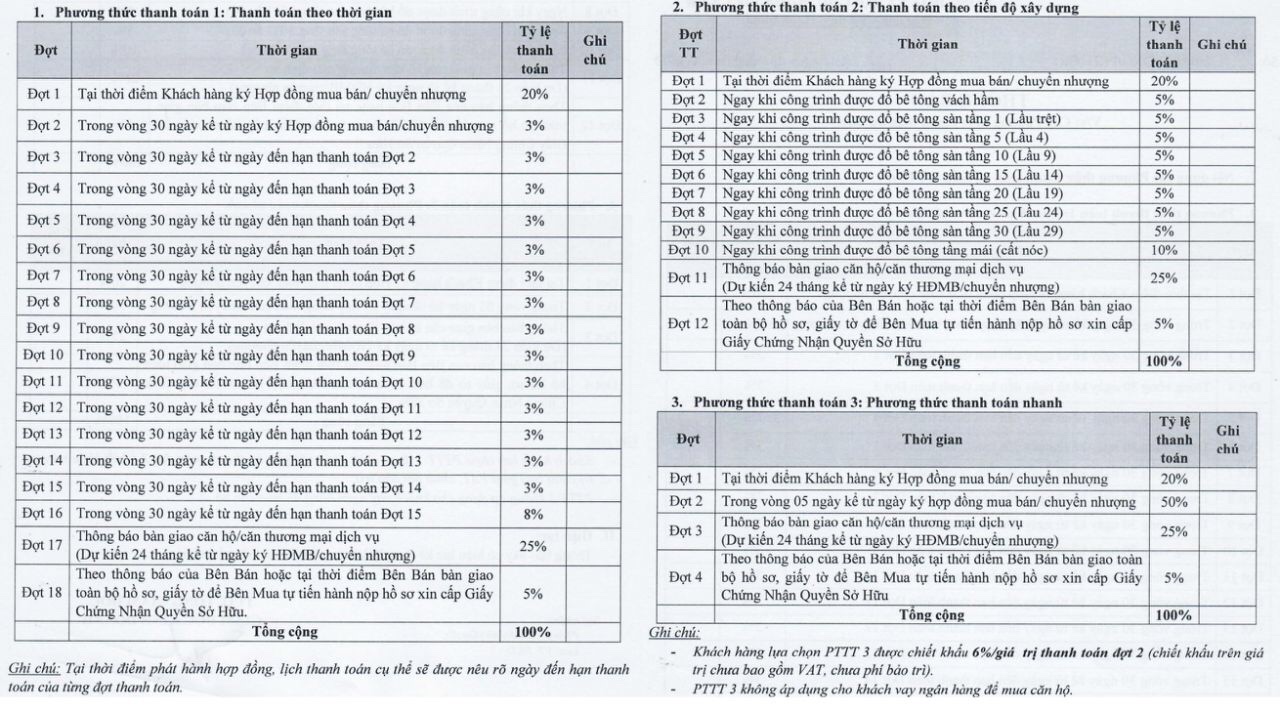 1. Phương thức thanh toán 1: Thanh toán theo thời gian
Đợt Thời gian Tỷ lệ thanh toán Ghi chú
Đợt 1 Tại thời điểm Khách hàng ký Hợp đồng mua bán/ chuyển nhượng 20%
Đợt 2 Trong vòng 30 ngày kể từ ngày ký Hợp đồng mua bán/chuyển nhượng 3%
Đợt 3 Trong vòng 30 ngày kể từ ngày đến hạn thanh toán Đợt 2 3%
Đợt 4 Trong vòng 30 ngày kể từ ngày đến hạn thanh toán Đợt 3 3%
Đợt 5 Trong vòng 30 ngày kể từ ngày đến hạn thanh toán Đợt 4 3%
Đợt 6 Trong vòng 30 ngày kể từ ngày đến hạn thanh toán Đợt 5 3%
Đợt 7 Trong vòng 30 ngày kể từ ngày đến hạn thanh toán Đợt 6 3%
Đợt 8 Trong vòng 30 ngày kể từ ngày đến hạn thanh toán Đợt 7 3%
Đợt 9 Trong vòng 30 ngày kể từ ngày đến hạn thanh toán Đợt 8 3%
Đợt 10 Trong vòng 30 ngày kể từ ngày đến hạn thanh toán Đợt 9 3%
Đợt 11 Trong vòng 30 ngày kể từ ngày đến hạn thanh toán Đợt 10 3%
Đợt 12 Trong vòng 30 ngày kể từ ngày đến hạn thanh toán Đợt 11 3%
Đợt 13 Trong vòng 30 ngày kể từ ngày đến hạn thanh toán Đợt 12 3%
Đợt 14 Trong vòng 30 ngày kể từ ngày đến hạn thanh toán Đợt 13 3%
Đợt 15 Trong vòng 30 ngày kể từ ngày đến hạn thanh toán Đợt 14 3%
Đợt 16 Trong vòng 30 ngày kể từ ngày đến hạn thanh toán Đợt 15 8%
Đợt 17 Thông báo bàn giao căn hộ/căn thương mại dịch vụ
(Dự kiến 24 tháng kể từ ngày ký HĐMB/chuyển nhượng) 25%
Đợt 18 Theo thông báo của Bên Bán hoặc tại thời điểm Bên Bán bàn giao
toàn bộ hồ sơ, giấy tờ để Bên Mua tự tiến hành nộp hồ sơ xin cấp Giấy 5%
Chứng Nhận Quyền Sở Hữu.
Tổng cộng 100%
Ghi chú: Tại thời điểm phát hành hợp đồng, lịch thanh toán cụ thể sẽ được nêu rõ ngày đến hạn thanh
toán của từng đợt thanh toán.
2. Phương thức thanh toán 2: Thanh toán theo tiến độ xây dựng
Đợt TT Thời gian Tỷ lệ thanh toán Ghi chú
Đợt 1 Tại thời điểm Khách hàng ký Hợp đồng mua bán/ chuyển nhượng 20%
Đợt 2 Ngay khi công trình được đổ bê tông vách hầm 5%
Đợt 3 Ngay khi công trình được đổ bê tông sàn tầng 1 (Lầu trệt) 5%
Đợt 4 Ngay khi công trình được đổ bê tông sàn tầng 5 (Lầu 4) 5%
Đợt 5 Ngay khi công trình được đổ bê tông sàn tầng 10 (Lầu 9) 5%
Đợt 6 Ngay khi công trình được đổ bê tông sàn tầng 15 (Lầu 14) 5%
Đợt 7 Ngay khi công trình được đổ bê tông sàn tầng 20 (Lầu 19) 5%
Đợt 8 Ngay khi công trình được đổ bê tông sàn tầng 25 (Lầu 24) 5%
Đợt 9 Ngay khi công trình được đổ bê tông sàn tầng 30 (Lầu 29) 5%
Đợt 10 Ngay khi công trình được đổ bê tông tầng mái (cất nóc) 10%
Đợt 11 Thông báo bàn giao căn hộ/căn thương mại dịch vụ
(Dự kiến 24 tháng kể từ ngày ký HĐMB/chuyển nhượng) 25%
Đợt 12 Theo thông báo của Bên Bán hoặc tại thời điểm Bên Bán bàn giao
toàn bộ hồ sơ, giấy tờ để Bên Mua tự tiến hành nộp hồ sơ xin cấp 5%
Giấy Chứng Nhận Quyền Sở Hữu
Tổng cộng 100%
3. Phương thức thanh toán 3: Phương thức thanh toán nhanh
Đợt Thời gian Tỷ lệ thanh toán Ghi chú
Đợt 1 Tại thời điểm Khách hàng ký Hợp đồng mua bán/ chuyển nhượng 20%
Đợt 2 Trong vòng 05 ngày kể từ ngày ký hợp đồng mua bán/ chuyển nhượng 50%
Đợt 3 Thông báo bàn giao căn hộ/căn thương mại dịch vụ
(Dự kiến 24 tháng kể từ ngày ký HĐMB/chuyển nhượng) 25%
Đợt 4 Theo thông báo của Bên Bán hoặc tại thời điểm Bên Bán bàn giao toàn
bộ hồ sơ, giấy tờ để Bên Mua tự tiến hành nộp hồ sơ xin cấp Giấy 5%
Chứng Nhận Quyền Sở Hữu
Tổng cộng 100%
Ghi chú:
- Khách hàng lựa chọn PTTT 3 được chiết khấu 6%/giá trị thanh toán đợt 2 (chiết khấu trên giá
trị chưa bao gồm VAT, chưa phí bảo trì).
- PTTT 3 không áp dụng cho khách vay ngân hàng để mua căn hộ.